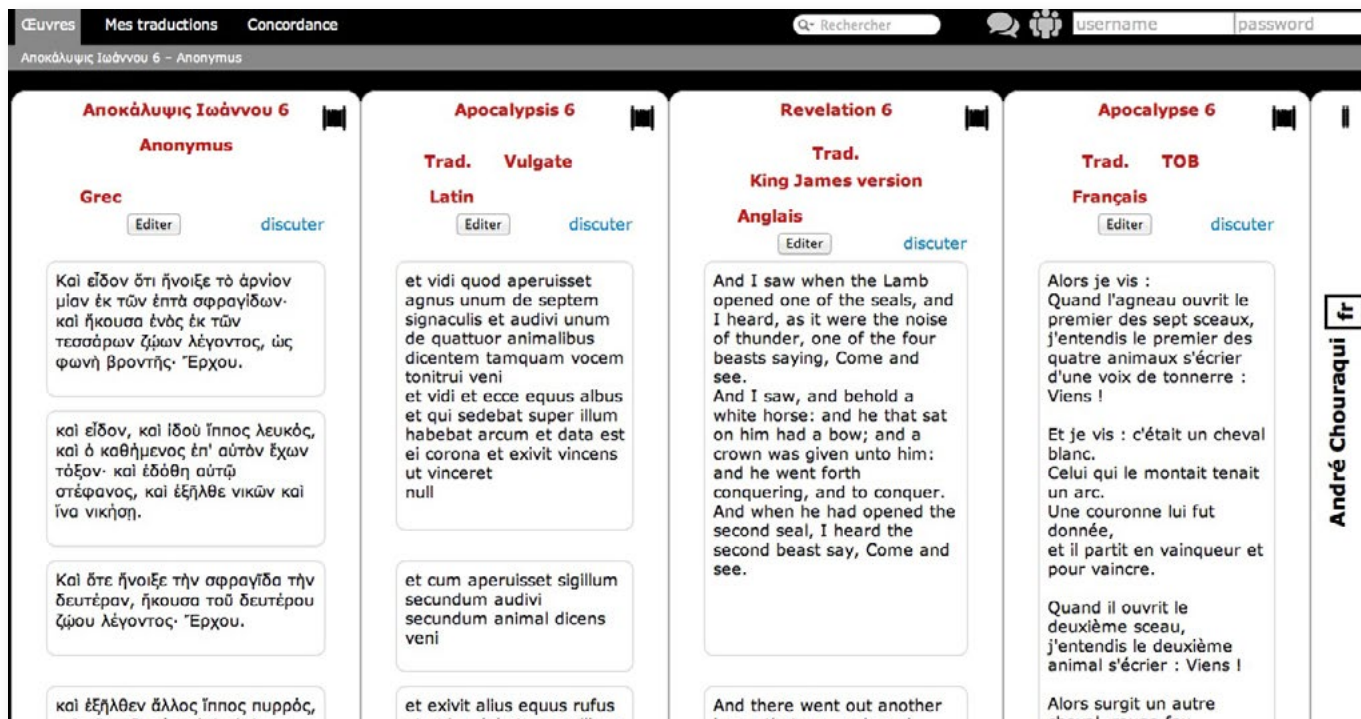 Œuvres Mes traductions Concordance Rechercher username password
Αποκάλυψις Ιωάννου 6 – Anonymus
Αποκάλυψις Ιωάννου 6
Anonymus
Grec
Editer discuter
Καὶ εἶδον ὅτι ἤνοιξε τὸ ἀρνίον
μίαν ἐκ τῶν ἑπτὰ σφραγίδων·
καὶ ἤκουσα ἑνὸς ἐκ τῶν
τεσσάρων ζῴων λέγοντος, ὡς
φωνὴ βροντῆς· Ἔρχου.
καὶ εἶδον, καὶ ἰδοὺ ἵππος λευκός,
καὶ ὁ καθήμενος ἐπ' αὐτὸν ἔχων
τόξον· καὶ ἐδόθη αὐτῷ
στέφανος, καὶ ἐξῆλθε νικῶν καὶ
ἵνα νικήσῃ.
Καὶ ὅτε ἤνοιξε τὴν σφραγῖδα τὴν
δευτέραν, ἤκουσα τοῦ δευτέρου
ζῴου λέγοντος· Ἔρχου.
καὶ ἐξῆλθεν ἄλλος ἵππος πυρρός,
Apocalypsis 6
Trad. Vulgate
Latin
Editer discuter
et vidi quod aperuisset
agnus unum de septem
signaculis et audivi unum
de quattuor animalibus
dicentem tamquam vocem
tonitrui veni
et vidi et ecce equus albus
et qui sedebat super illum
habebat arcum et data est
ei corona et exivit vincens
ut vinceret
null
et cum aperuisset sigillum
secundum audivi
secundum animal dicens
veni
et exivit alius equus rufus
Revelation 6
Trad.
King James version
Anglais
Editer discuter
And I saw when the Lamb
opened one of the seals, and
I heard, as it were the noise
of thunder, one of the four
beasts saying, Come and
see.
And I saw, and behold a
white horse: and he that sat
on him had a bow; and a
crown was given unto him:
and he went forth
conquering, and to conquer.
And when he had opened the
second seal, I heard the
second beast say, Come and
see.
And there went out another
Apocalypse 6
Trad. TOB
Français
Editer discuter
Alors je vis :
Quand l'agneau ouvrit le
premier des sept sceaux,
j'entendis le premier des
quatre animaux s'écrier
d'une voix de tonnerre :
Viens !
Et je vis : c'était un cheval
blanc.
Celui qui le montait tenait
un arc.
Une couronne lui fut
donnée,
et il partit en vainqueur et
pour vaincre.
Quand il ouvrit le
deuxième sceau,
j'entendis le deuxième
animal s'écrier : Viens !
Alors surgit un autre
André Chouraqui fr